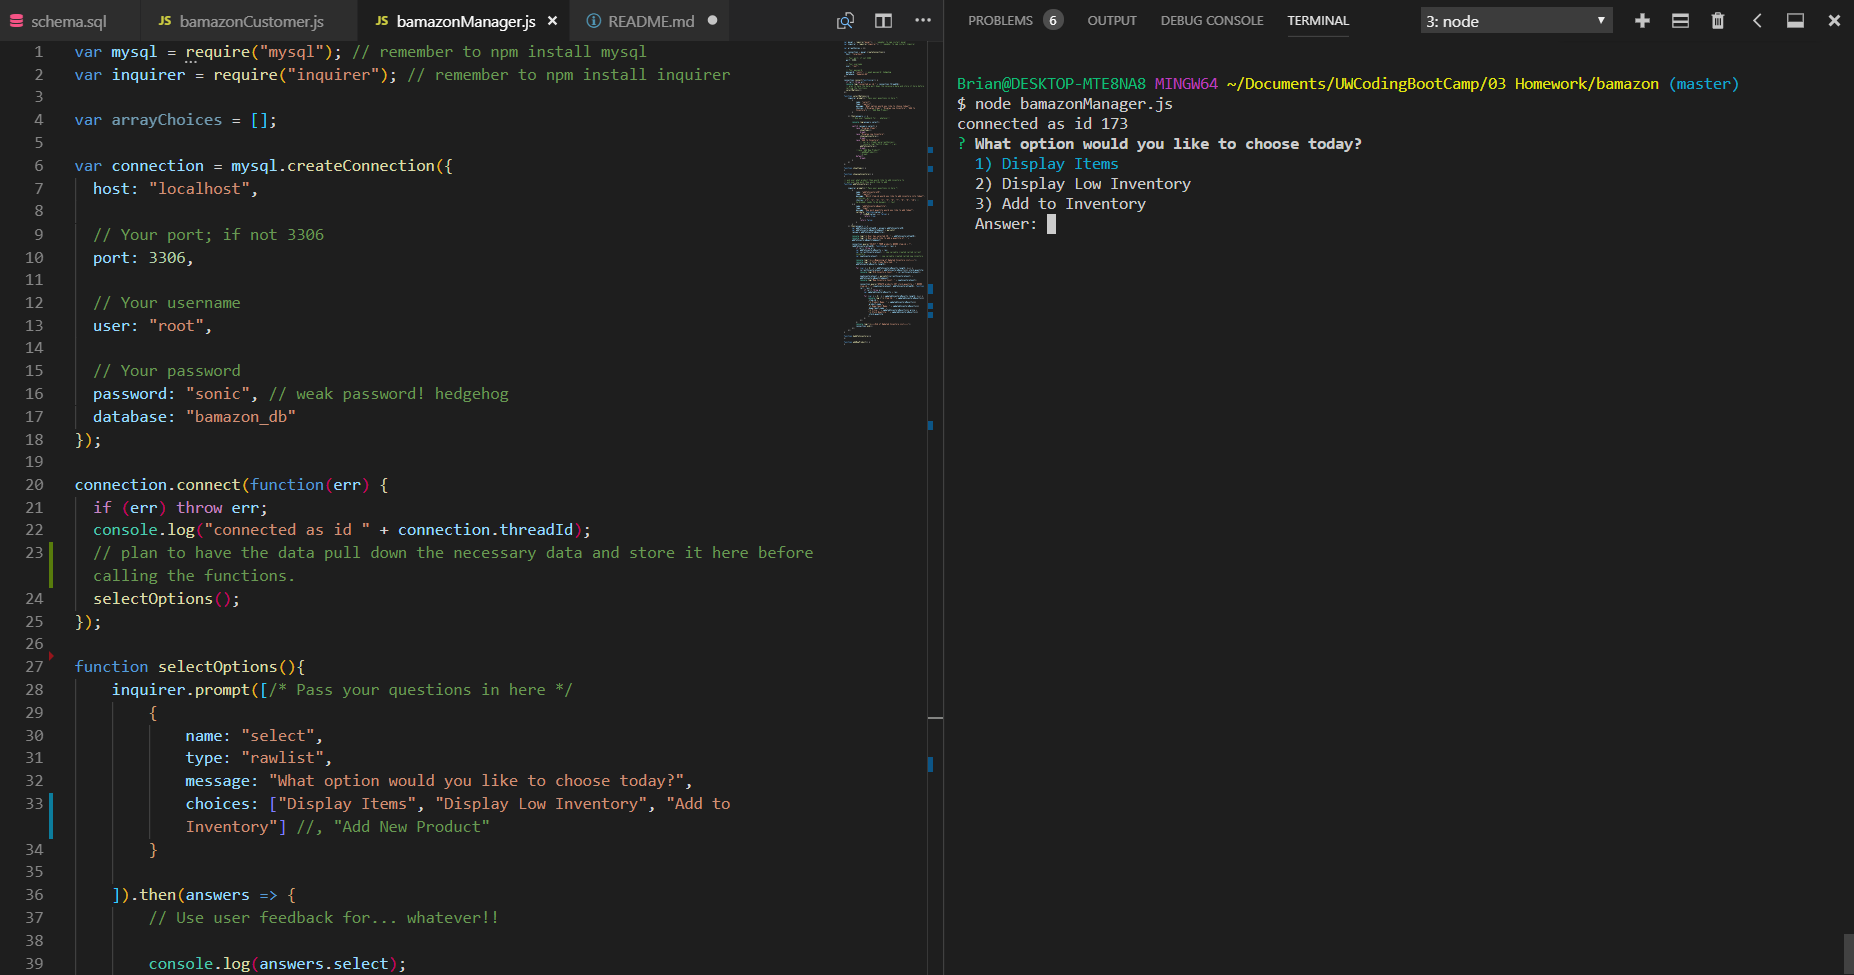 schema.sql
JS bamazonCustomer.js
JS bamazonManager.js ×
README.md ●
PROBLEMS 6 OUTPUT DEBUG CONSOLE TERMINAL
3: node
1 var mysql = require("mysql"); // remember to npm install mysql
2 var inquirer = require("inquirer"); // remember to npm install inquirer
3
4 var arrayChoices = [];
5
6 var connection = mysql.createConnection({
7 host: "localhost",
8
9 // Your port; if not 3306
10 port: 3306,
11
12 // Your username
13 user: "root",
14
15 // Your password
16 password: "sonic", // weak password! hedgehog
17 database: "bamazon_db"
18 });
19
20 connection.connect(function(err) {
21 if (err) throw err;
22 console.log("connected as id " + connection.threadId);
23 // plan to have the data pull down the necessary data and store it here before
calling the functions.
24 selectOptions();
25 });
26
27 function selectOptions(){
28 inquirer.prompt([/* Pass your questions in here */
29 {
30 name: "select",
31 type: "rawlist",
32 message: "What option would you like to choose today?",
33 choices: ["Display Items", "Display Low Inventory", "Add to
Inventory"] //, "Add New Product"
34 }
35
36 ]).then(answers => {
37 // Use user feedback for... whatever!!
38
39 console.log(answers.select);
Brian@DESKTOP-MTE8NA8 MINGW64 ~/Documents/UWCodingBootCamp/03 Homework/bamazon (master)
$ node bamazonManager.js
connected as id 173
? What option would you like to choose today?
1) Display Items
2) Display Low Inventory
3) Add to Inventory
Answer: